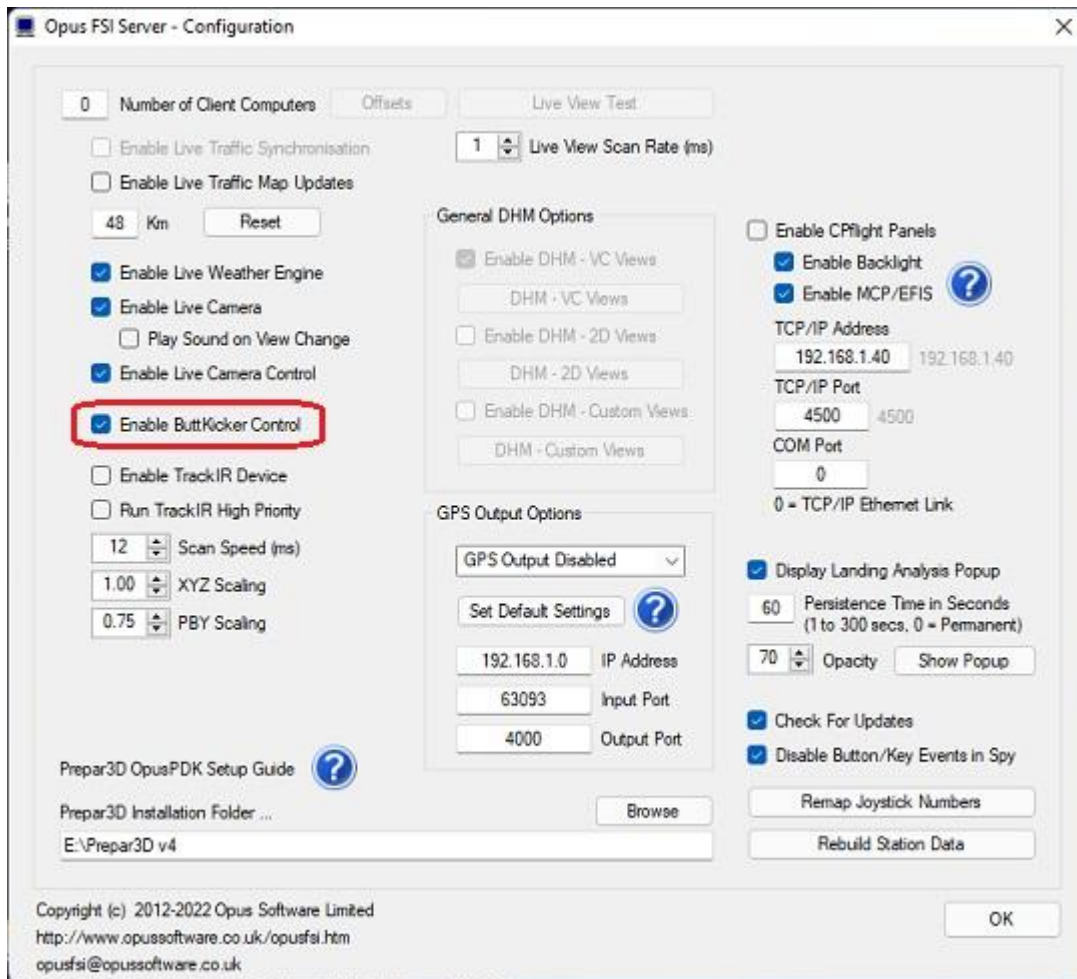 Opus FSI Server - Configuration
0 Number of Client Computers Offsets Live View Test
Enable Live Traffic Synchronisation
1 Live View Scan Rate (ms)
Enable Live Traffic Map Updates
48 Km Reset
Enable Live Weather Engine
Enable Live Camera
Play Sound on View Change
Enable Live Camera Control
Enable ButtKicker Control
Enable TrackIR Device
Run TrackIR High Priority
12 Scan Speed (ms)
1.00 XYZ Scaling
0.75 PBY Scaling
General DHM Options
Enable DHM - VC Views
DHM - VC Views
Enable DHM - 2D Views
DHM - 2D Views
Enable DHM - Custom Views
DHM - Custom Views
GPS Output Options
GPS Output Disabled
Set Default Settings ?
192.168.1.0 IP Address
63093 Input Port
4000 Output Port
Enable CPflight Panels
Enable Backlight
Enable MCP/EFIS ?
TCP/IP Address
192.168.1.40 192.168.1.40
TCP/IP Port
4500 4500
COM Port
0
0 = TCP/IP Ethernet Link
Display Landing Analysis Popup
60 Persistence Time in Seconds
(1 to 300 secs, 0 = Permanent)
70 Opacity Show Popup
Check For Updates
Disable Button/Key Events in Spy
Remap Joystick Numbers
Rebuild Station Data
Prepar3D OpusPDK Setup Guide ?
Prepar3D Installation Folder ... Browse
E:\Prepar3D v4
Copyright (c) 2012-2022 Opus Software Limited
http://www.opussoftware.co.uk/opusfsi.htm
opusfsi@opussoftware.co.uk
OK